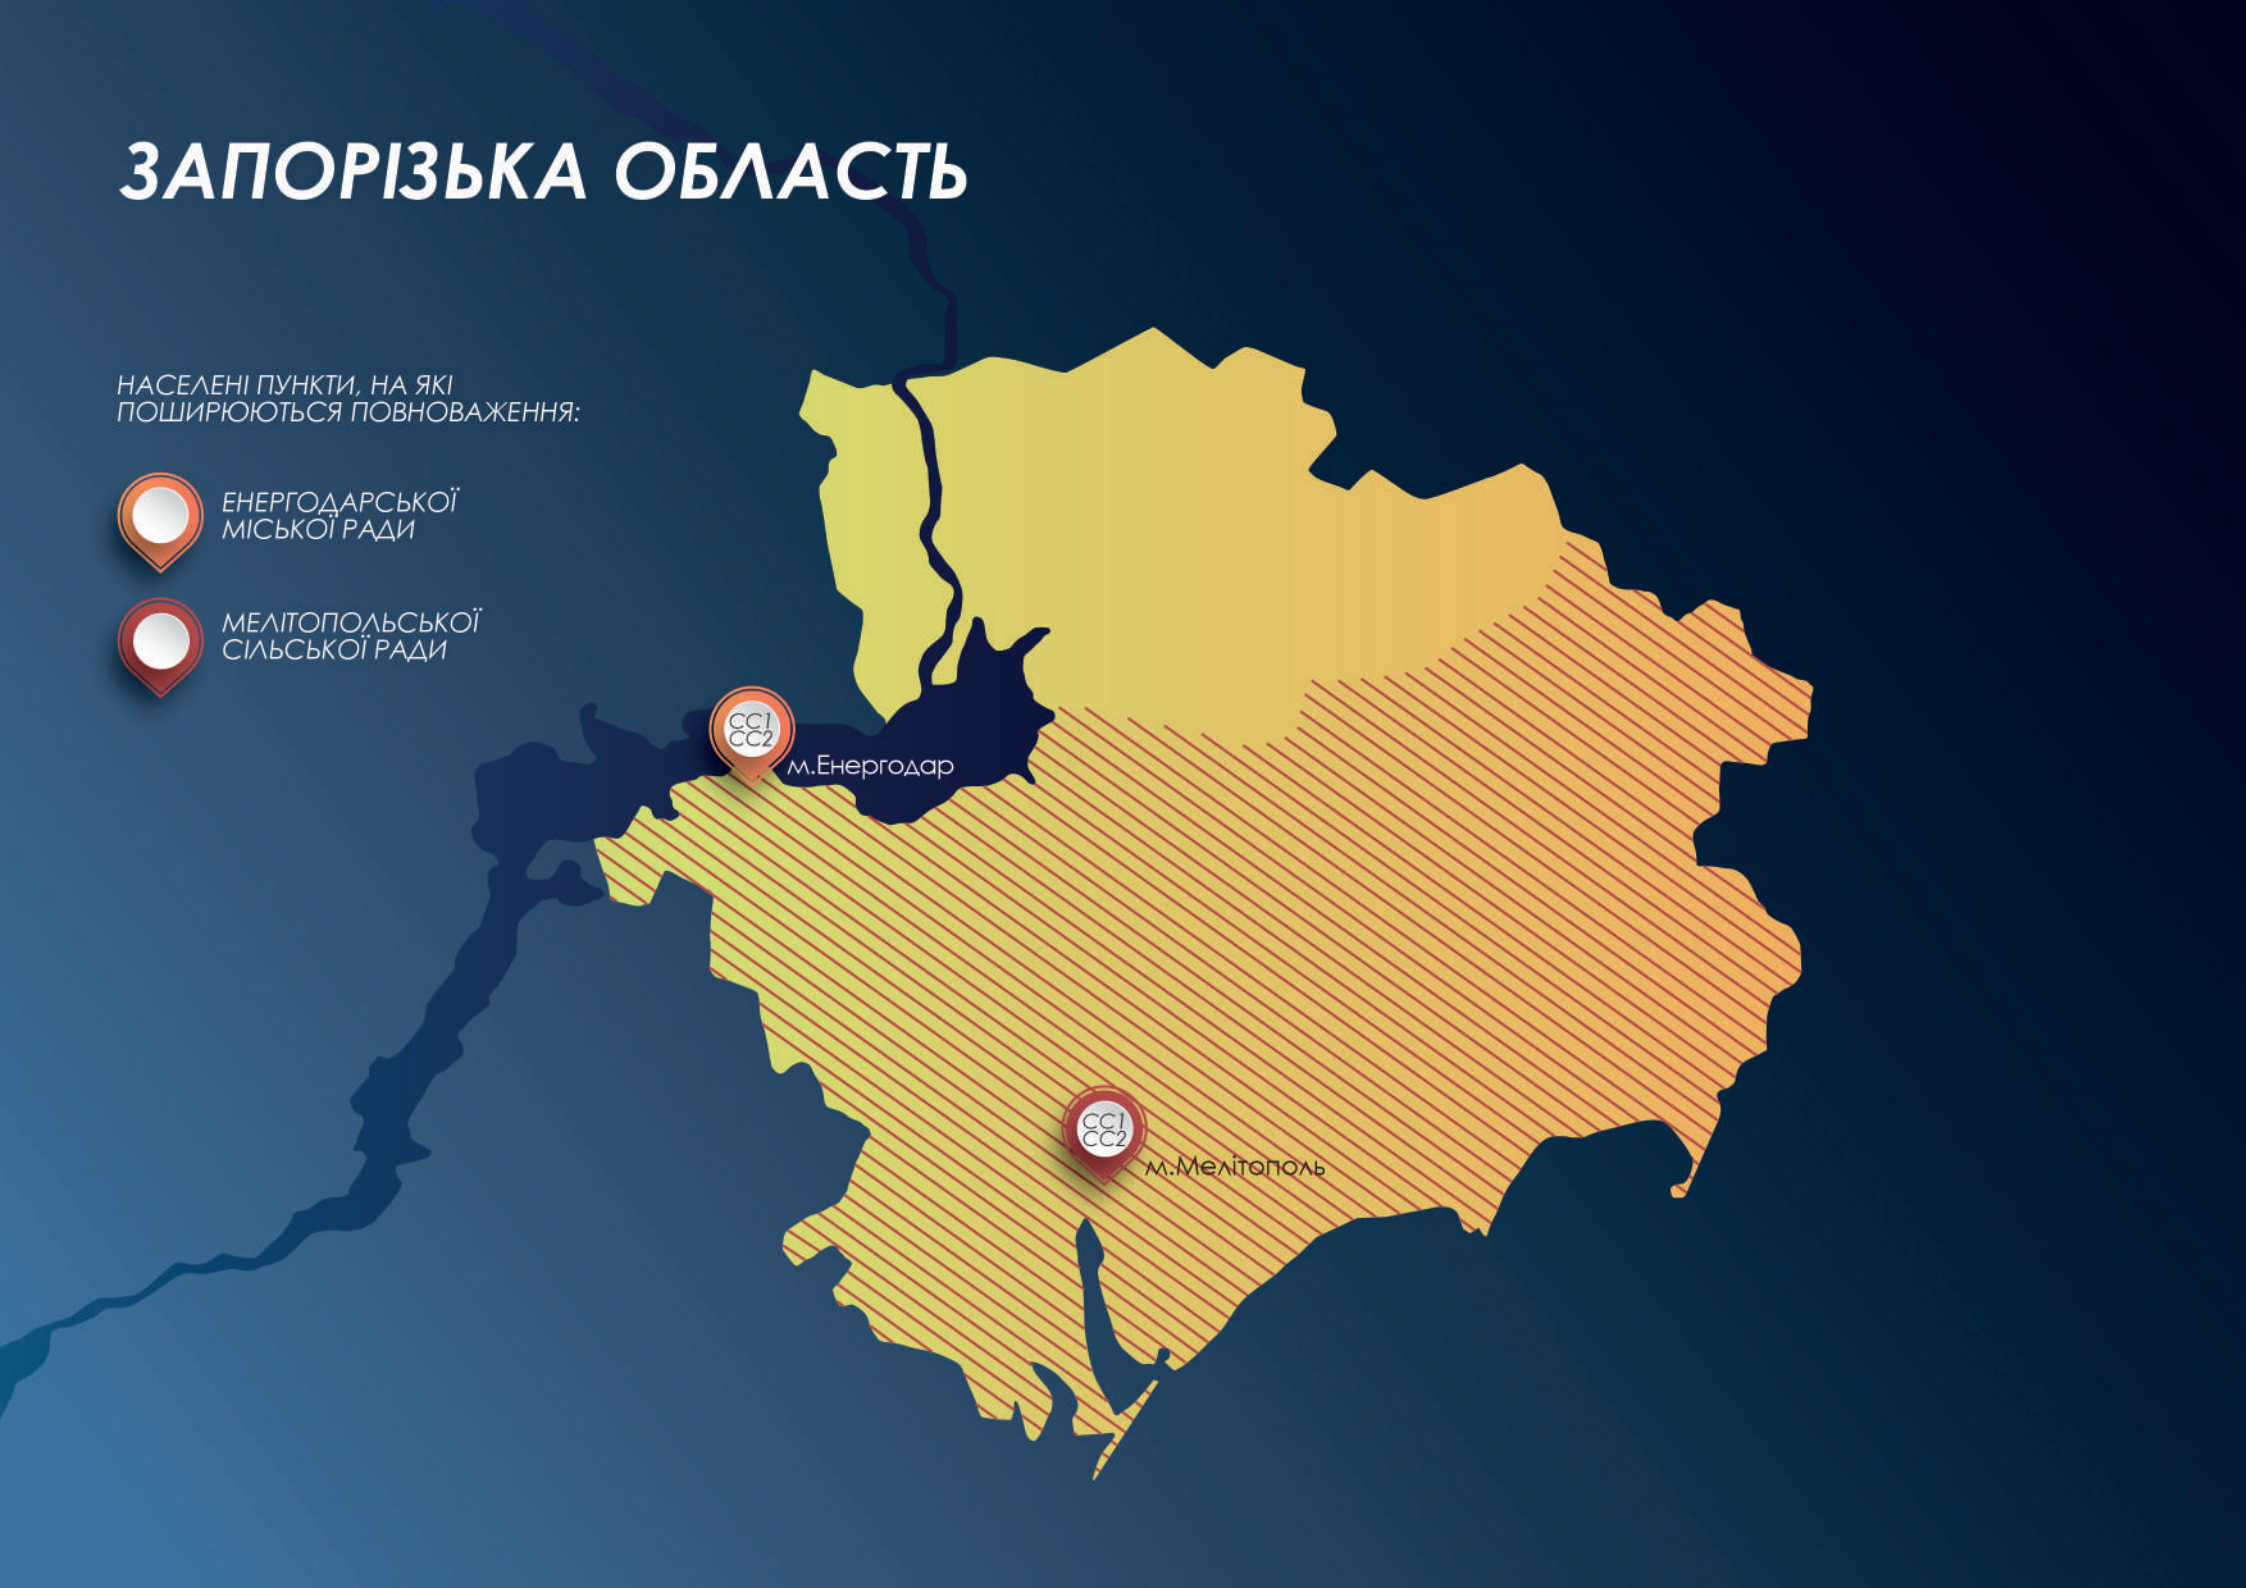 ЗАПОРІЗЬКА ОБЛАСТЬ
НАСЕЛЕНІ ПУНКТИ, НА ЯКІ
ПОШИРЮЮТЬСЯ ПОВНОВАЖЕННЯ:
ЕНЕРГОДАРСЬКОЇ
МІСЬКОЇ РАДИ
МЕЛІТОПОЛЬСЬКОЇ
СІЛЬСЬКОЇ РАДИ
СС1
СС2
м.Енергодар
СС1
СС2
м.Мелітополь